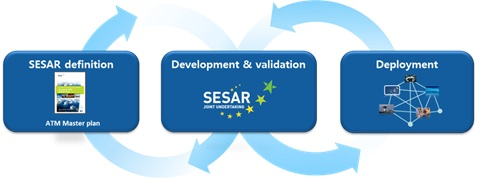 SESAR definition
ATM Master plan
Development & validation
SESAR
JOINT UNDERTAKING
Deployment